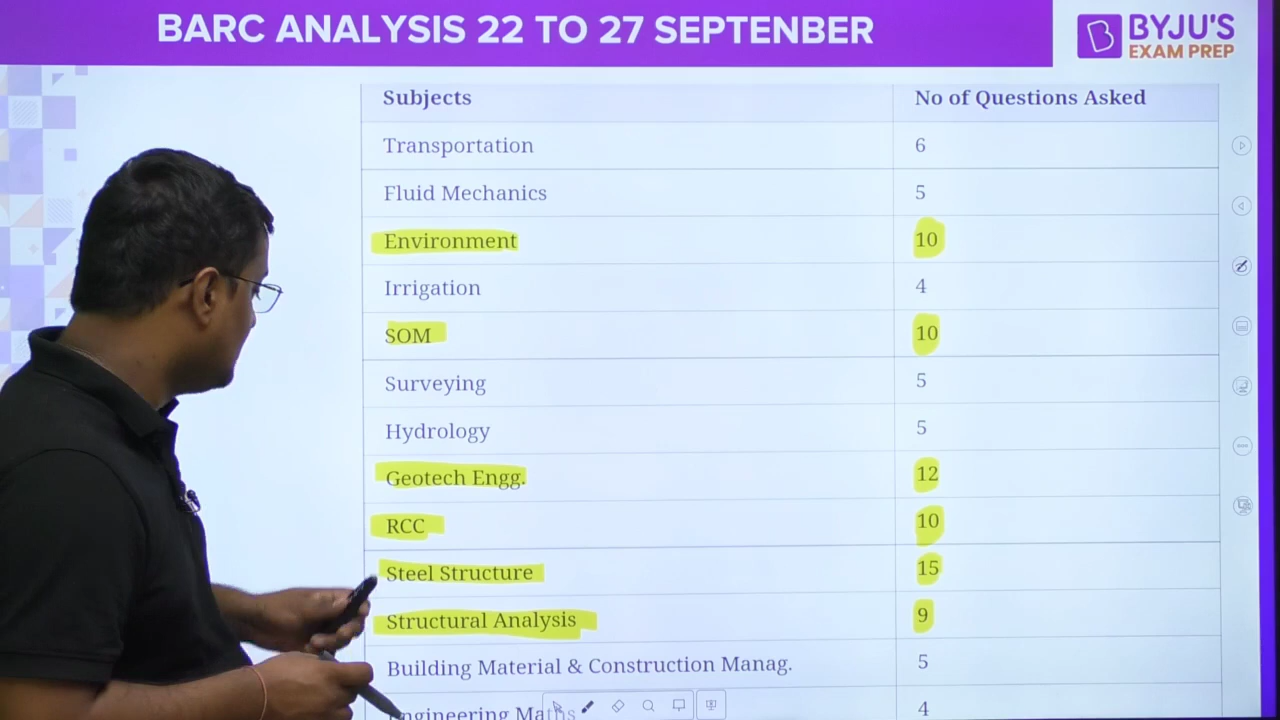 BARC ANALYSIS 22 TO 27 SEPTENBER
BYJU'S
EXAM PREP
Subjects No of Questions Asked
Transportation 6
Fluid Mechanics 5
Environment 10
Irrigation 4
SOM 10
Surveying 5
Hydrology 5
Geotech Engg. 12
RCC 10
Steel Structure 15
Structural Analysis 9
Building Material & Construction Manag. 5
Engineering Maths 4